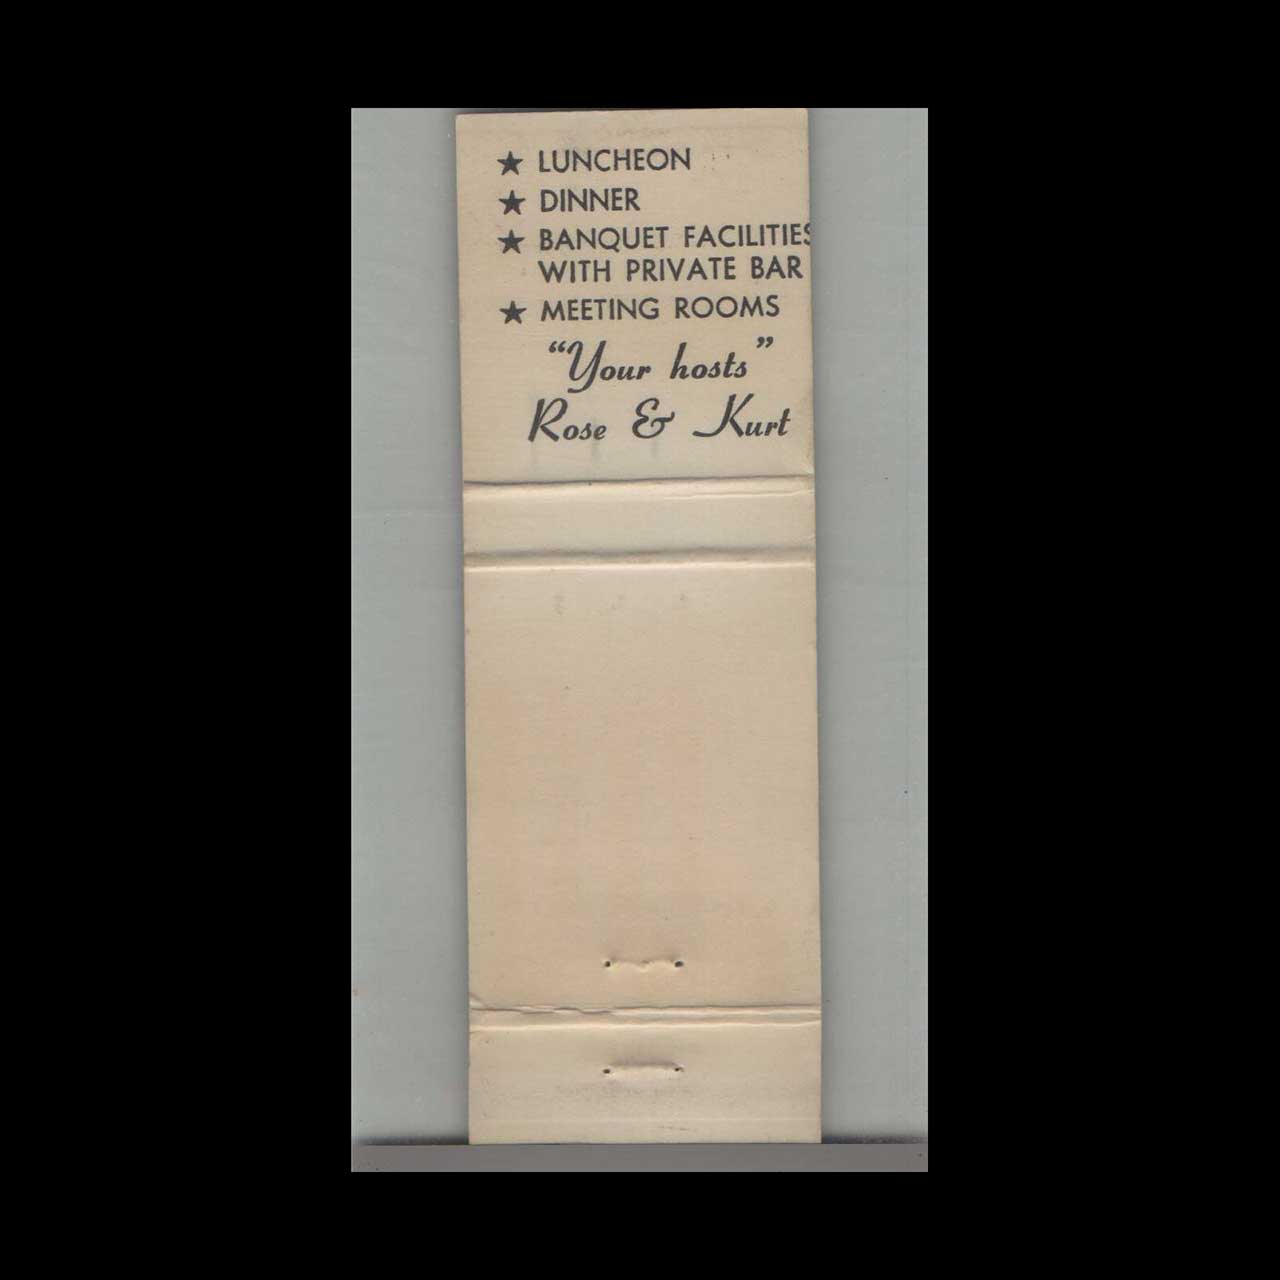 ★ LUNCHEON
★ DINNER
★ BANQUET FACILITIES
WITH PRIVATE BAR
★ MEETING ROOMS
“Your hosts”
Rose & Kurt